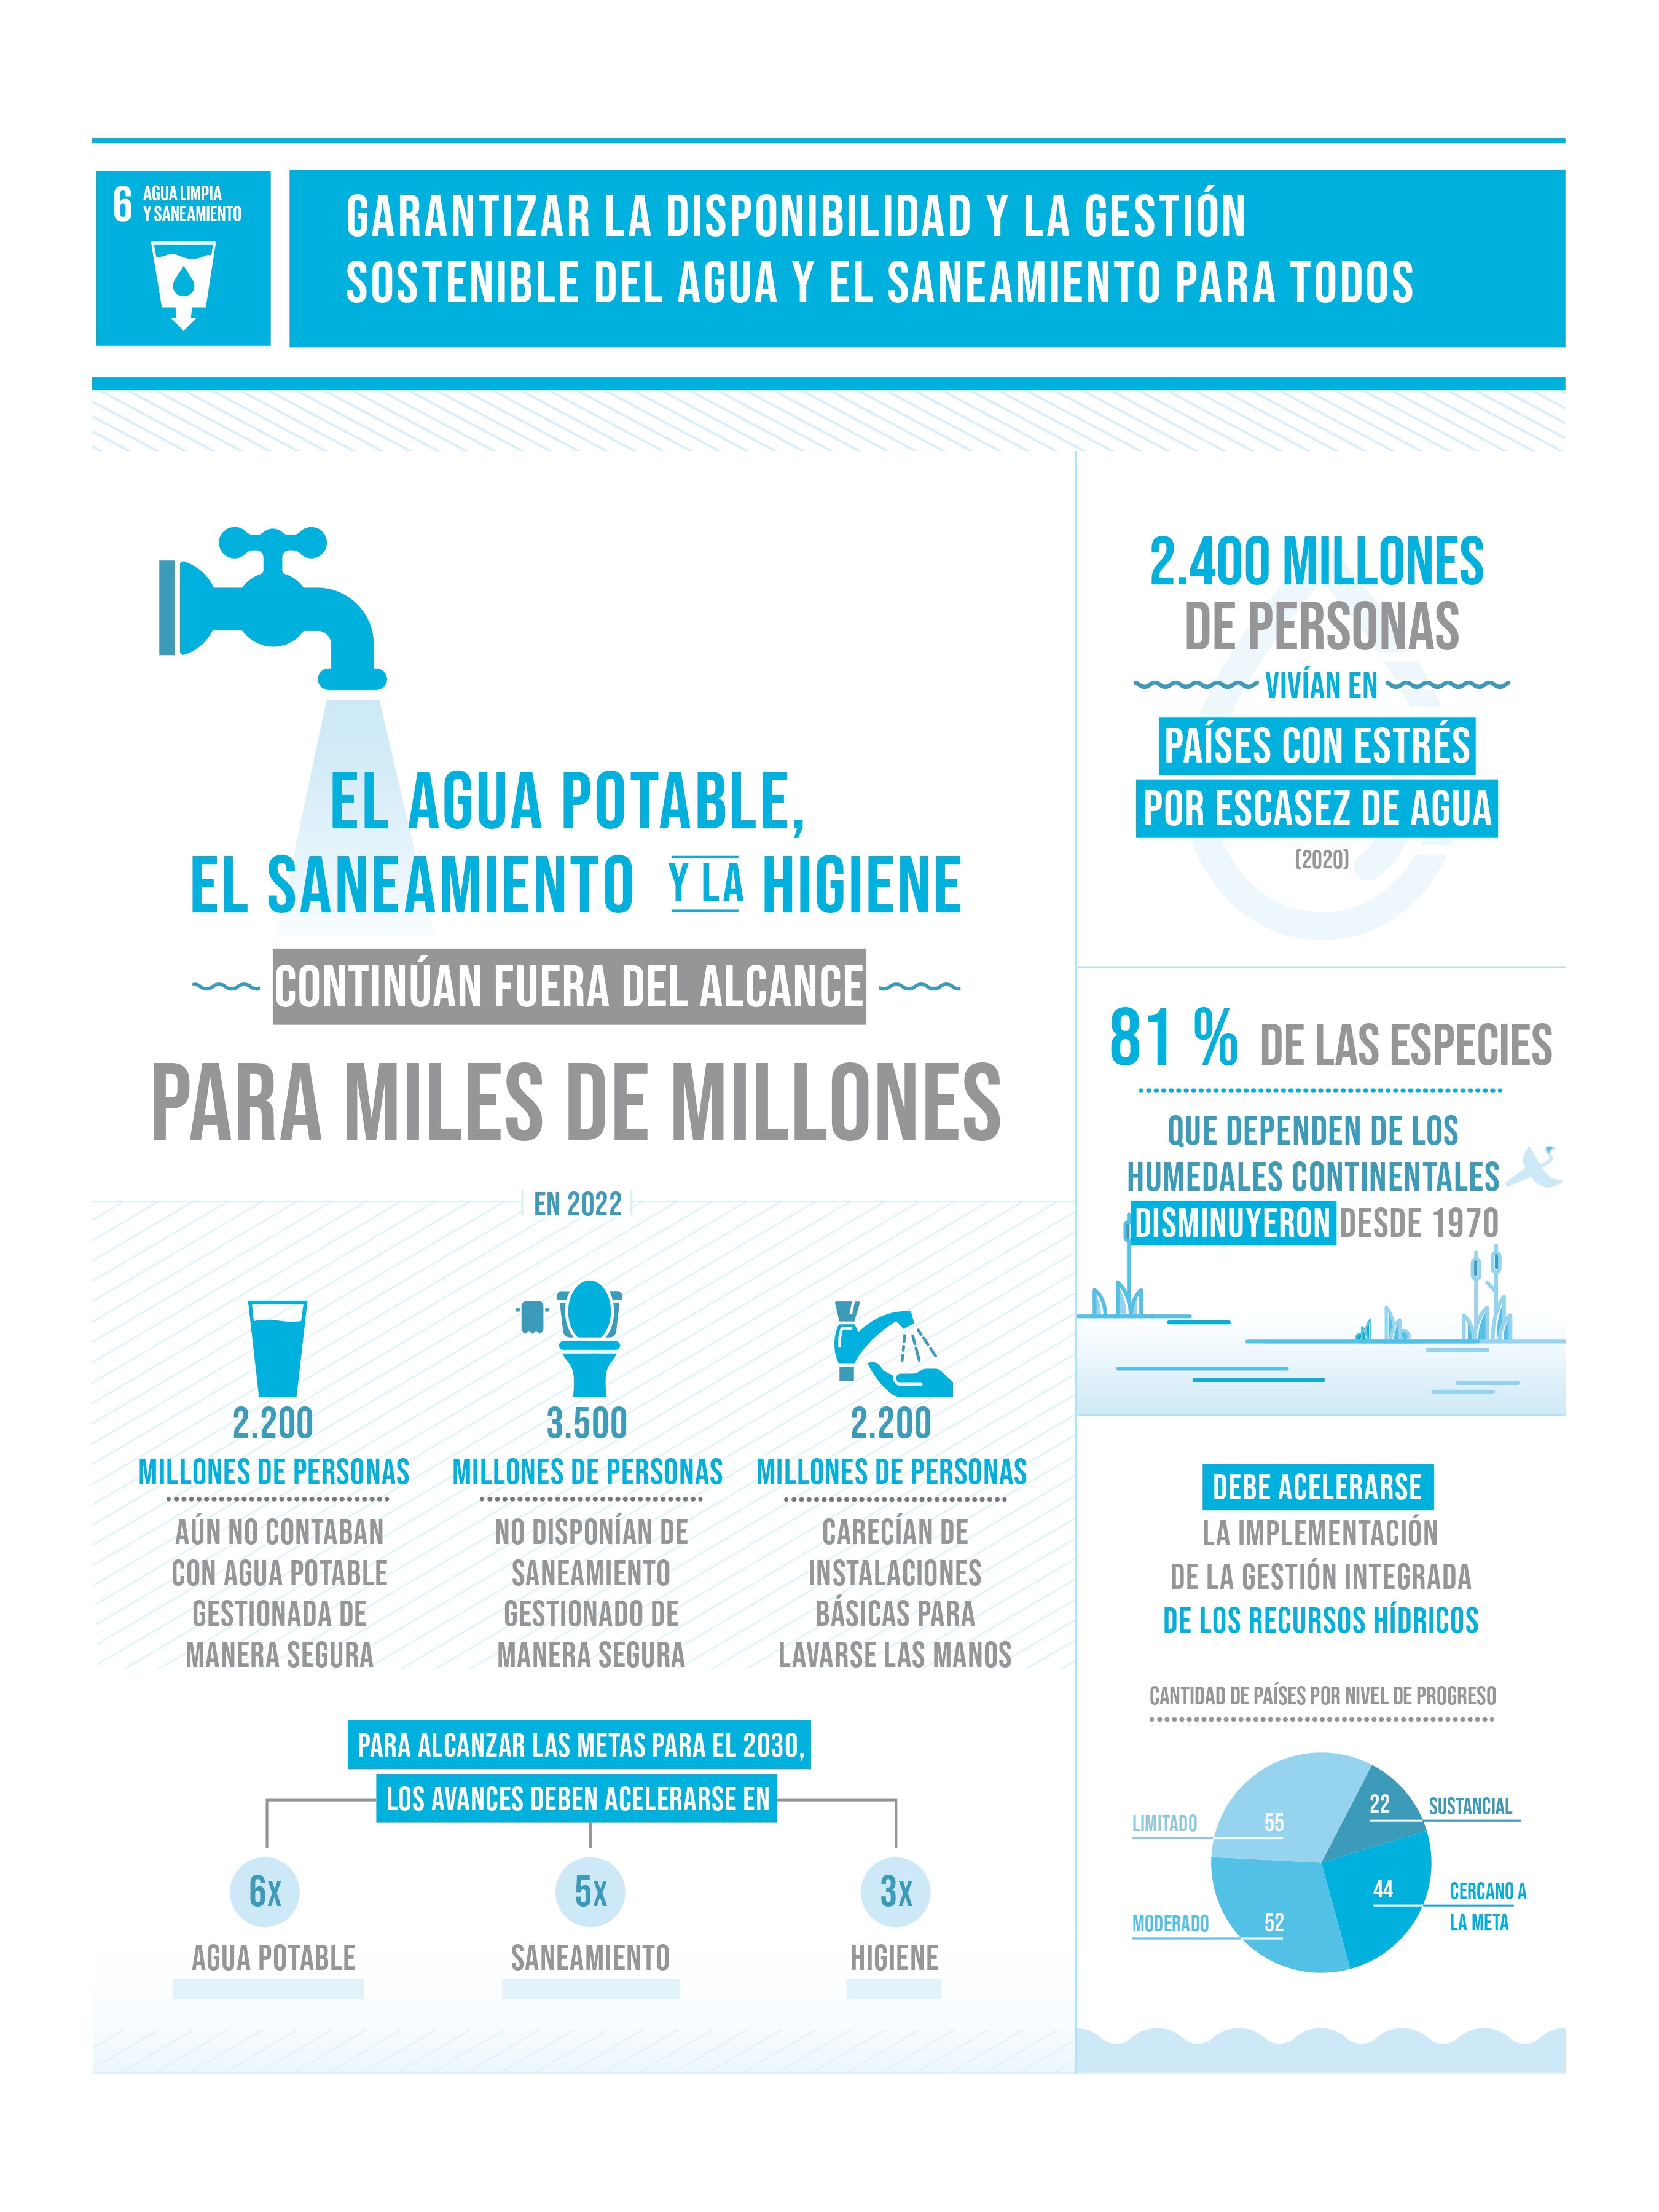 6 AGUA LIMPIA
Y SANEAMIENTO
GARANTIZAR LA DISPONIBILIDAD Y LA GESTIÓN
SOSTENIBLE DEL AGUA Y EL SANEAMIENTO PARA TODOS
EL AGUA POTABLE,
EL SANEAMIENTO Y LA HIGIENE
CONTINÚAN FUERA DEL ALCANCE
PARA MILES DE MILLONES
EN 2022
2.200
MILLONES DE PERSONAS
AÚN NO CONTABAN
CON AGUA POTABLE
GESTIONADA DE
MANERA SEGURA
3.500
MILLONES DE PERSONAS
NO DISPONÍAN DE
SANEAMIENTO
GESTIONADO DE
MANERA SEGURA
2.200
MILLONES DE PERSONAS
CARECÍAN DE
INSTALACIONES
BÁSICAS PARA
LAVARSE LAS MANOS
PARA ALCANZAR LAS METAS PARA EL 2030,
LOS AVANCES DEBEN ACELERARSE EN
6X
AGUA POTABLE
5X
SANEAMIENTO
3X
HIGIENE
2.400 MILLONES
DE PERSONAS
VIVÍAN EN
PAÍSES CON ESTRÉS
POR ESCASEZ DE AGUA
(2020)
81 % DE LAS ESPECIES
QUE DEPENDEN DE LOS
HUMEDALES CONTINENTALES
DISMINUYERON DESDE 1970
DEBE ACELERARSE
LA IMPLEMENTACIÓN
DE LA GESTIÓN INTEGRADA
DE LOS RECURSOS HÍDRICOS
CANTIDAD DE PAÍSES POR NIVEL DE PROGRESO
LIMITADO 55
22 SUSTANCIAL
44 CERCANO A
LA META
MODERADO 52